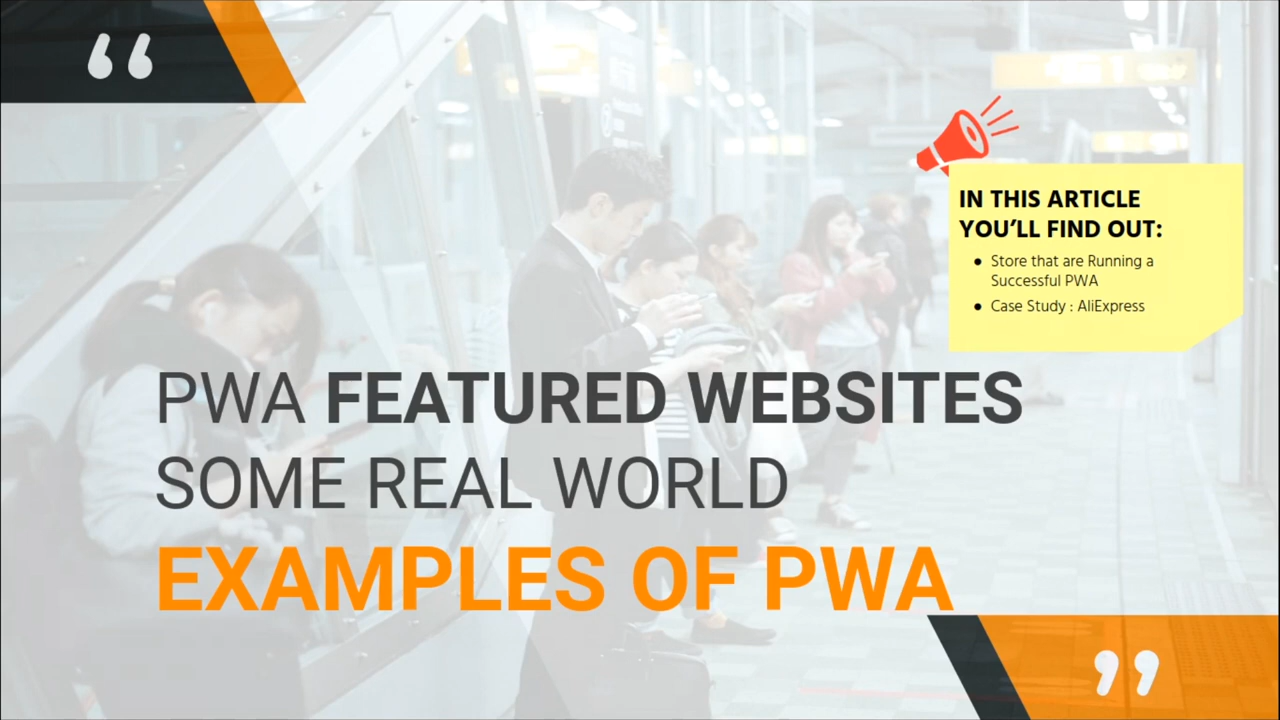 IN THIS ARTICLE
YOU'LL FIND OUT:
● Store that are Running a
Successful PWA
● Case Study : AliExpress
PWA FEATURED WEBSITES
SOME REAL WORLD
EXAMPLES OF PWA